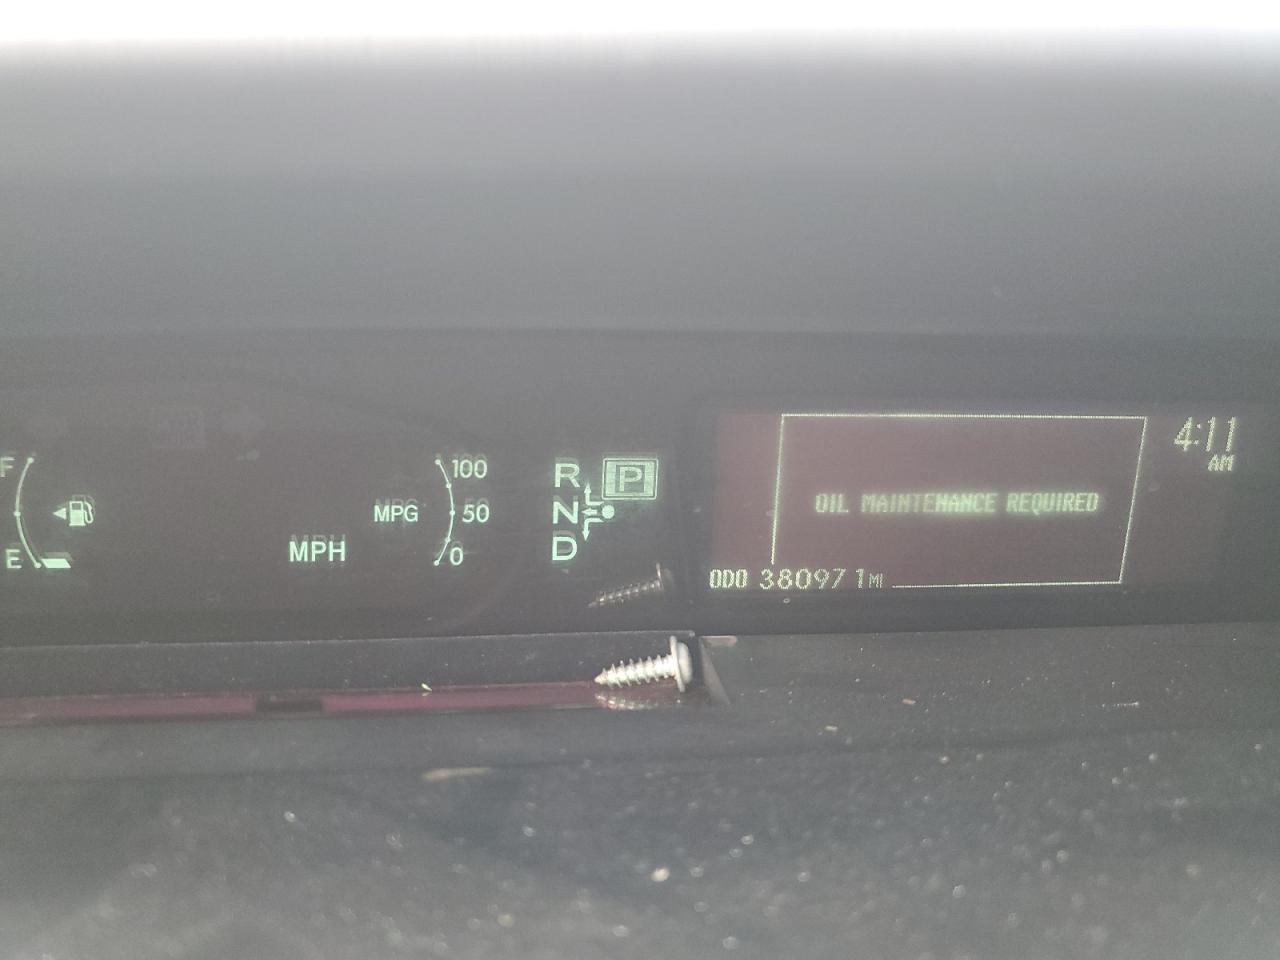 F
E
MPH
MPG
100
50
0
R
N
D
P
4:11
AM
OIL MAINTENANCE REQUIRED
ODO 380971 MI